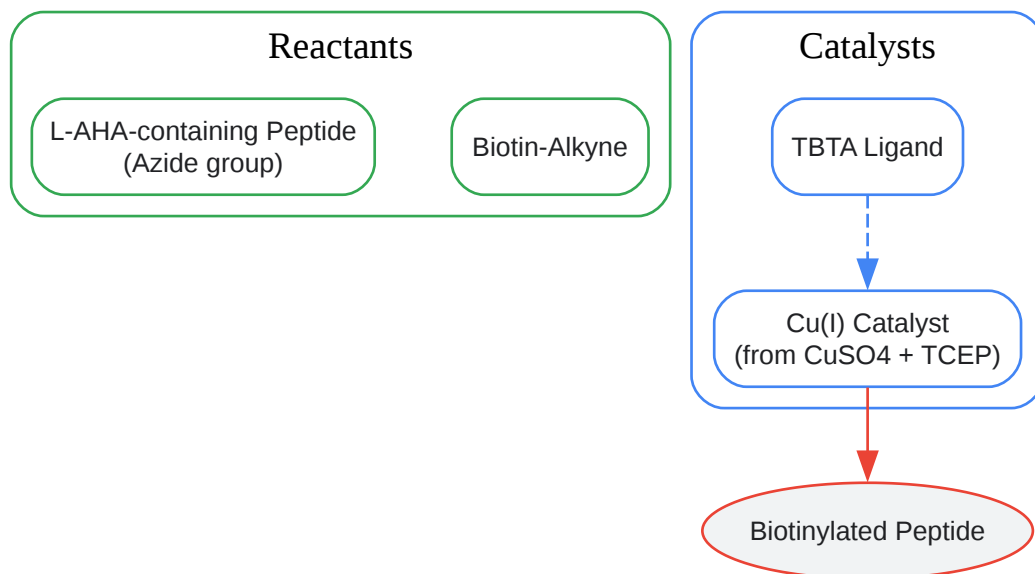 Reactants
L-AHA-containing Peptide
(Azide group)
Biotin-Alkyne
Catalysts
TBTA Ligand
Cu(I) Catalyst
(from CuSO4 + TCEP)
Biotinylated Peptide